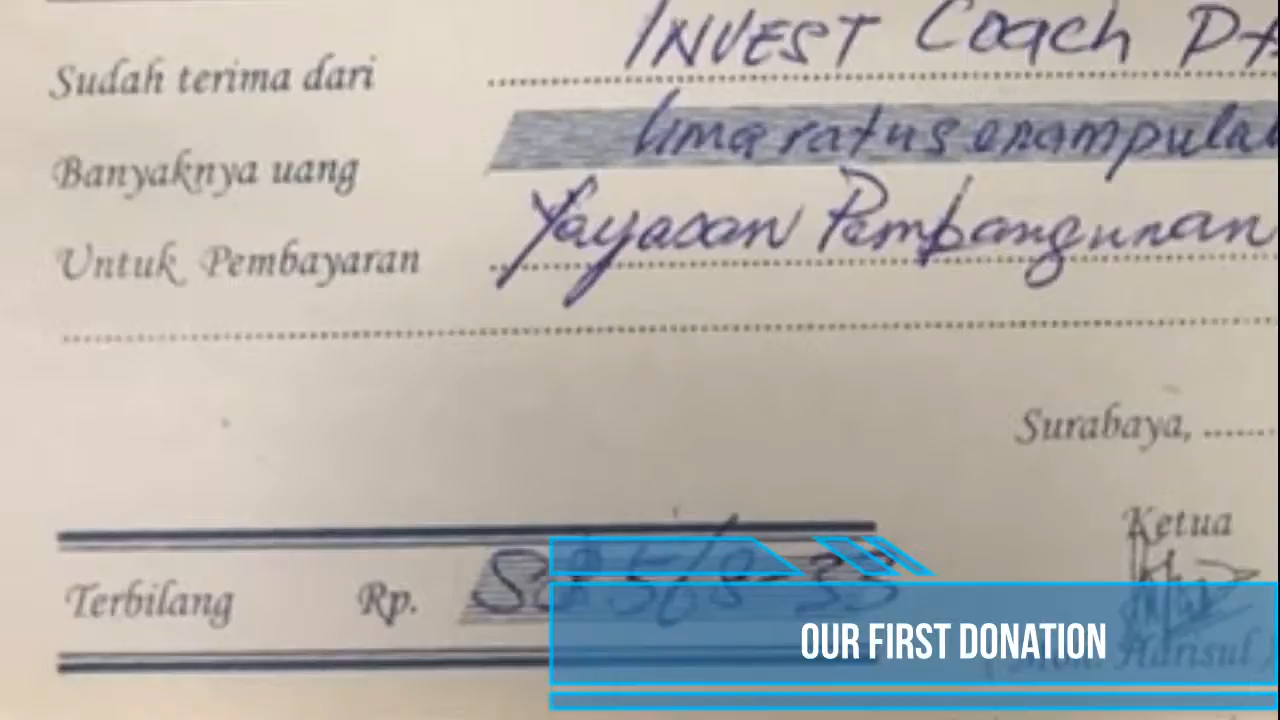 Sudah terima dari INVEST Coach Pt
Banyaknya uang lima ratus enampulu
Untuk Pembayaran Yayasan Pembangunan
Surabaya,
Ketua
Terbilang Rp.
OUR FIRST DONATION